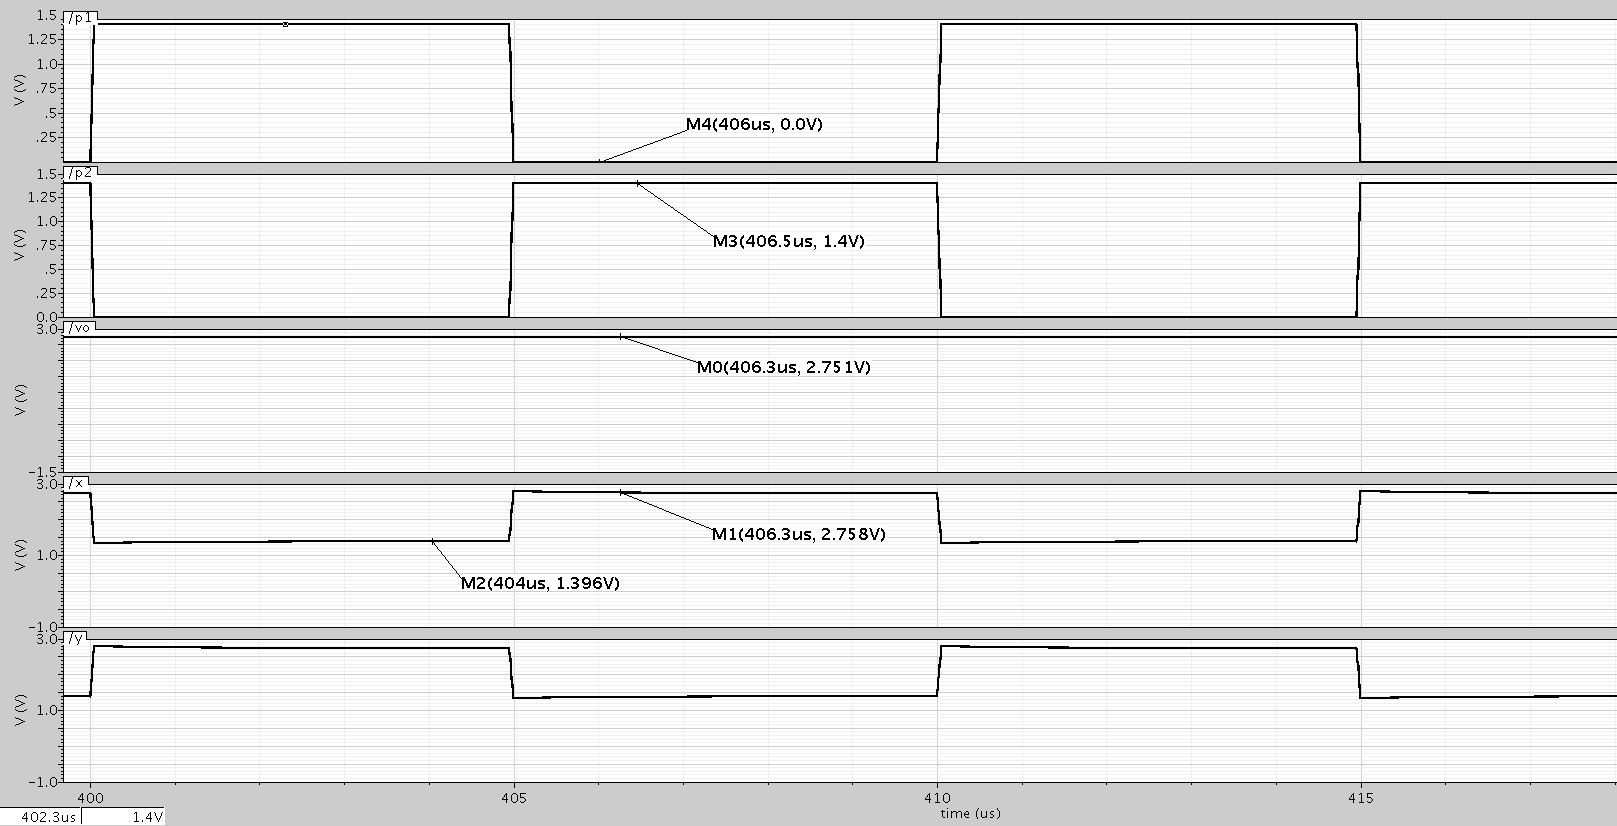 /p1
1.5
1.25
1.0
.75
.5
.25
V (V)
M4(406us, 0.0V)
/p2
1.5
1.25
1.0
.75
.5
.25
0.0
V (V)
M3(406.5us, 1.4V)
/vo
3.0
-1.5
V (V)
M0(406.3us, 2.751V)
/x
3.0
1.0
-1.0
V (V)
M1(406.3us, 2.758V)
M2(404us, 1.396V)
/y
3.0
1.0
-1.0
V (V)
400 405 410 415
time (us)
402.3us 1.4V